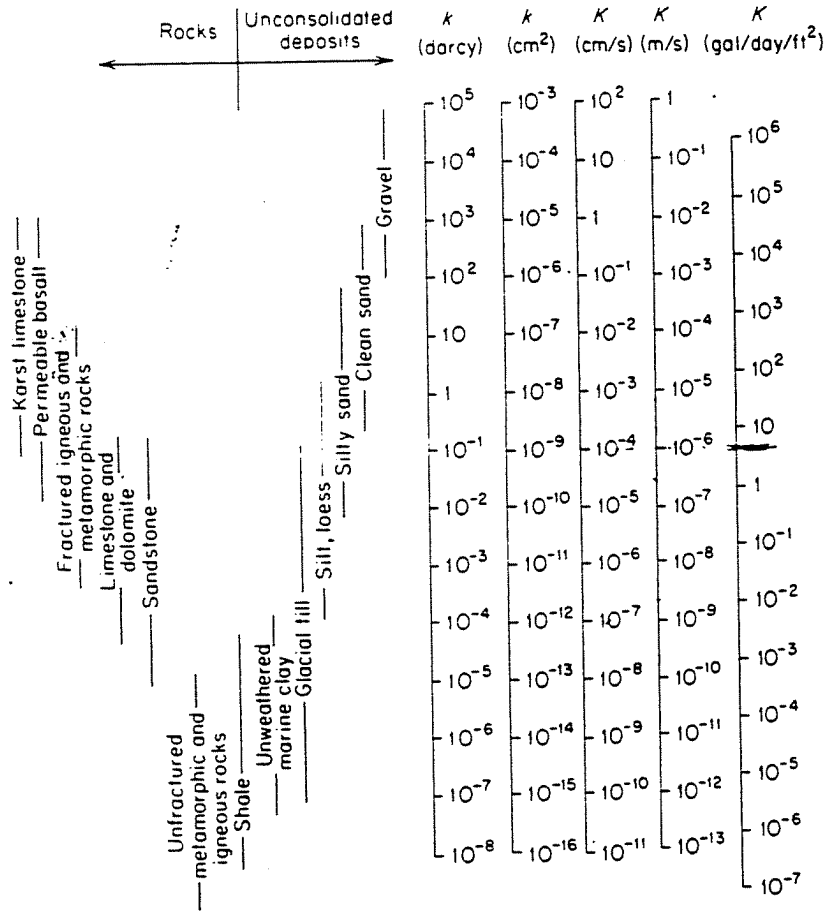 Rocks
Unconsolidated
deposits
k
(darcy)
k
(cm²)
K
(cm/s)
K
(m/s)
K
(gal/day/ft²)
Karst limestone
Permeable basalt
Fractured igneous and
metamorphic rocks
Limestone and
dolomite
Sandstone
Unfractured
metamorphic and
igneous rocks
Shale
Unweathered
marine clay
Glacial till
Silt, loess
Silty sand
Clean sand
Gravel
10⁵
10⁴
10³
10²
10
1
10⁻¹
10⁻²
10⁻³
10⁻⁴
10⁻⁵
10⁻⁶
10⁻⁷
10⁻⁸
10⁻³
10⁻⁴
10⁻⁵
10⁻⁶
10⁻⁷
10⁻⁸
10⁻⁹
10⁻¹⁰
10⁻¹¹
10⁻¹²
10⁻¹³
10⁻¹⁴
10⁻¹⁵
10⁻¹⁶
10²
10
1
10⁻¹
10⁻²
10⁻³
10⁻⁴
10⁻⁵
10⁻⁶
10⁻⁷
10⁻⁸
10⁻⁹
10⁻¹⁰
10⁻¹¹
1
10⁻¹
10⁻²
10⁻³
10⁻⁴
10⁻⁵
10⁻⁶
10⁻⁷
10⁻⁸
10⁻⁹
10⁻¹⁰
10⁻¹¹
10⁻¹²
10⁻¹³
10⁶
10⁵
10⁴
10³
10²
10
1
10⁻¹
10⁻²
10⁻³
10⁻⁴
10⁻⁵
10⁻⁶
10⁻⁷